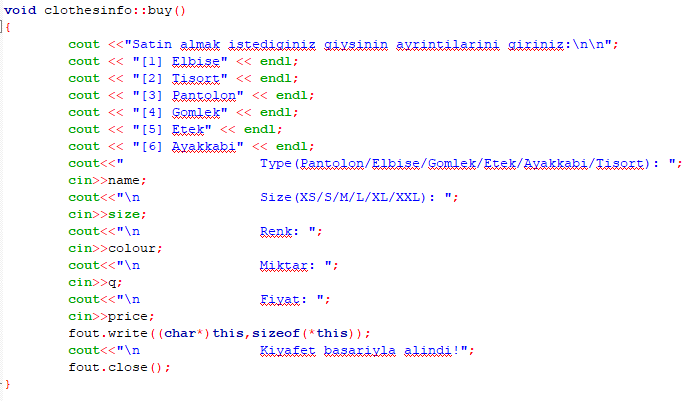 void clothesinfo::buy()
{
cout <<"Satin almak istediginiz giysinin ayrintilarini giriniz:\n\n";
cout << "[1] Elbise" << endl;
cout << "[2] Tisort" << endl;
cout << "[3] Pantolon" << endl;
cout << "[4] Gomlek" << endl;
cout << "[5] Etek" << endl;
cout << "[6] Ayakkabi" << endl;
cout<<"                 Type(Pantolon/Elbise/Gomlek/Etek/Ayakkabi/Tisort): ";
cin>>name;
cout<<"\n               Size(XS/S/M/L/XL/XXL): ";
cin>>size;
cout<<"\n               Renk: ";
cin>>colour;
cout<<"\n               Miktar: ";
cin>>q;
cout<<"\n               Fiyat: ";
cin>>price;
fout.write((char*)this,sizeof(*this));
cout<<"\n               Kiyafet basariyla alindi!";
fout.close();
}